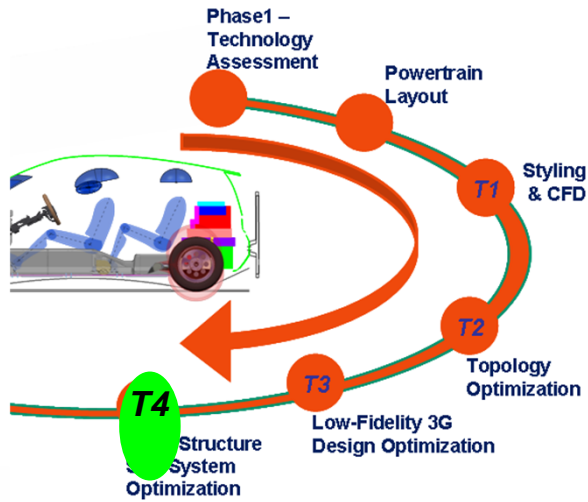 Phase1 –
Technology
Assessment
Powertrain
Layout
T1
Styling
& CFD
T2
Topology
Optimization
T3
Low-Fidelity 3G
Design Optimization
T4
Structure
System
Optimization